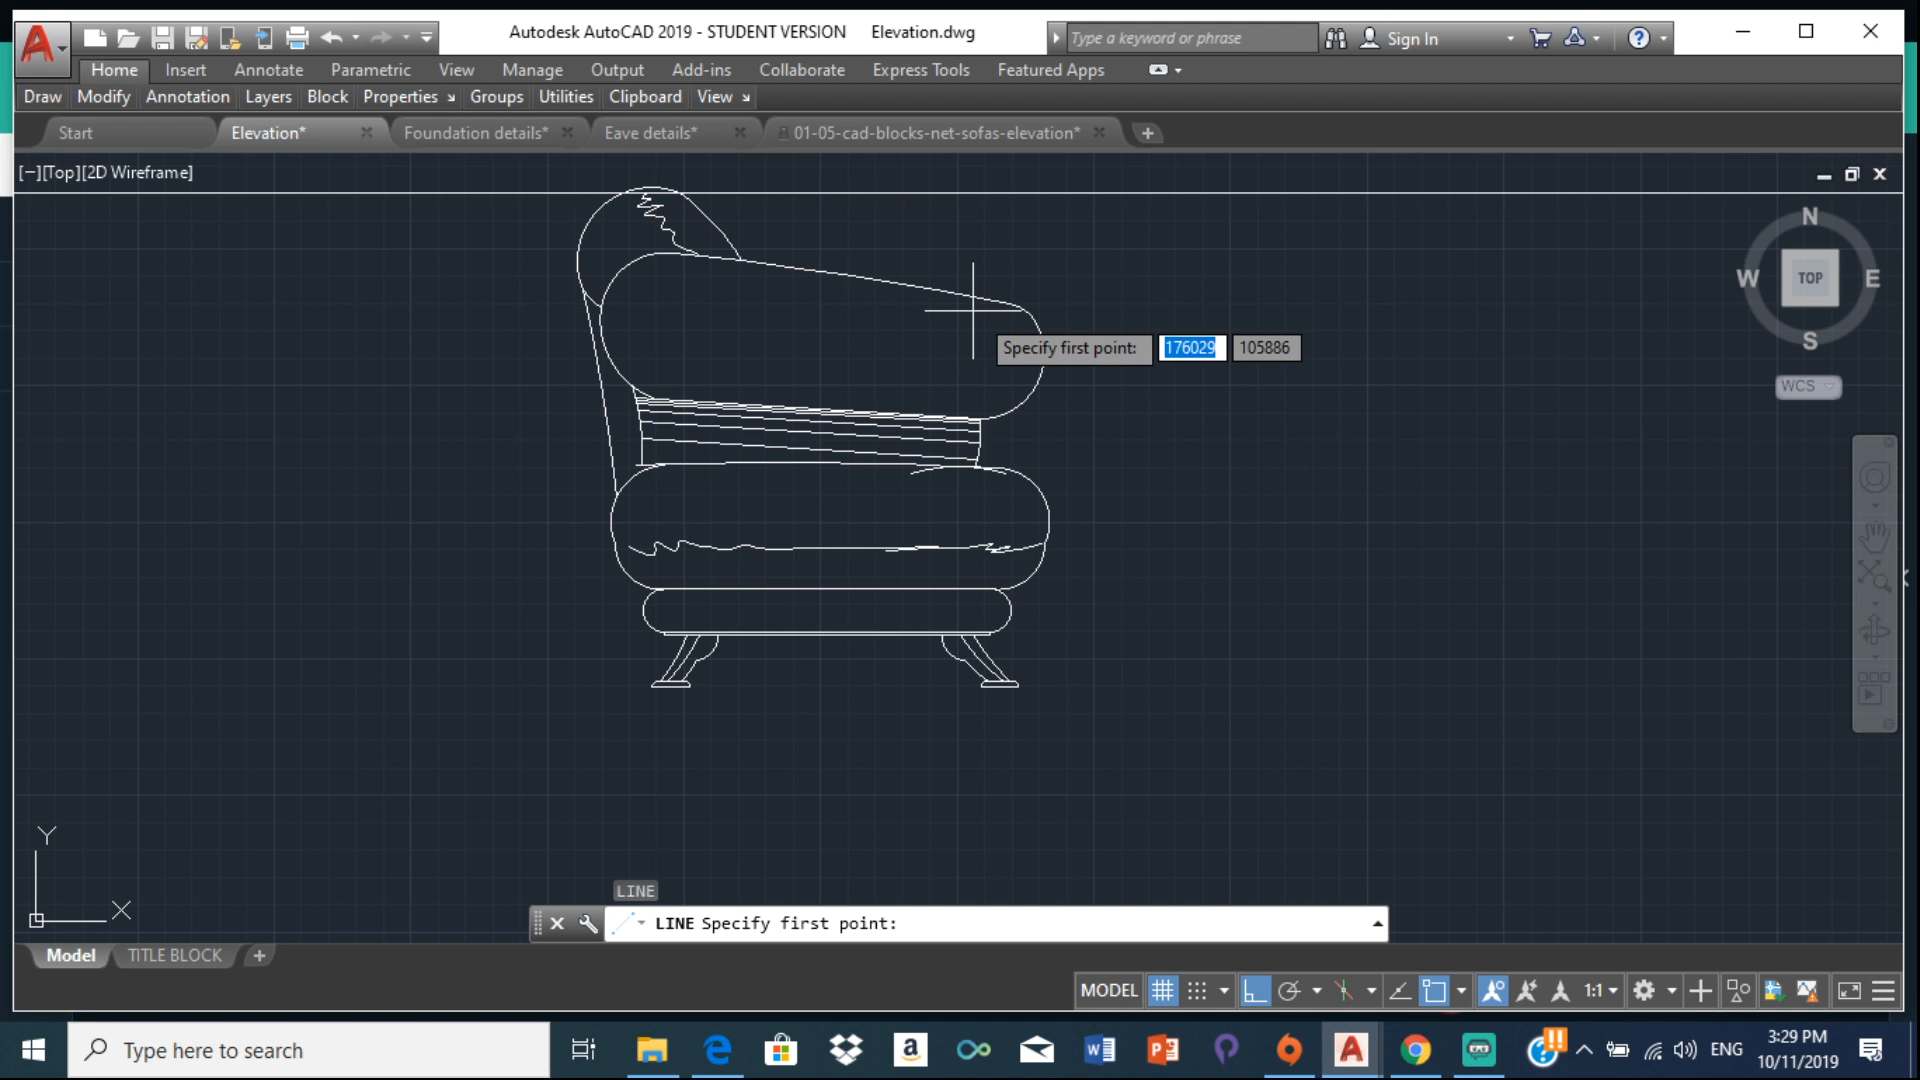 Autodesk AutoCAD 2019 - STUDENT VERSION Elevation.dwg
Type a keyword or phrase
Sign In
Home Insert Annotate Parametric View Manage Output Add-ins Collaborate Express Tools Featured Apps
Draw Modify Annotation Layers Block Properties Groups Utilities Clipboard View
Start Elevation* Foundation details* Eave details* 01-05-cad-blocks-net-sofas-elevation*
[−][Top][2D Wireframe]
N
W TOP E
S
WCS
Specify first point: 176029 105886
Y
X
LINE
LINE Specify first point:
Model TITLE BLOCK
MODEL 1:1
Type here to search
ENG
3:29 PM
10/11/2019